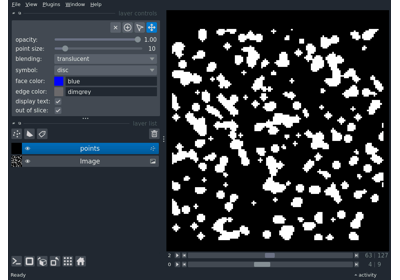 File View Plugins Window Help
layer controls
opacity: 1.00
point size: 10
blending: translucent
symbol: disc
face color: blue
edge color: dimgrey
display text:
out of slice:
layer list
points
Image
2 63 127
0 4 9
Ready activity